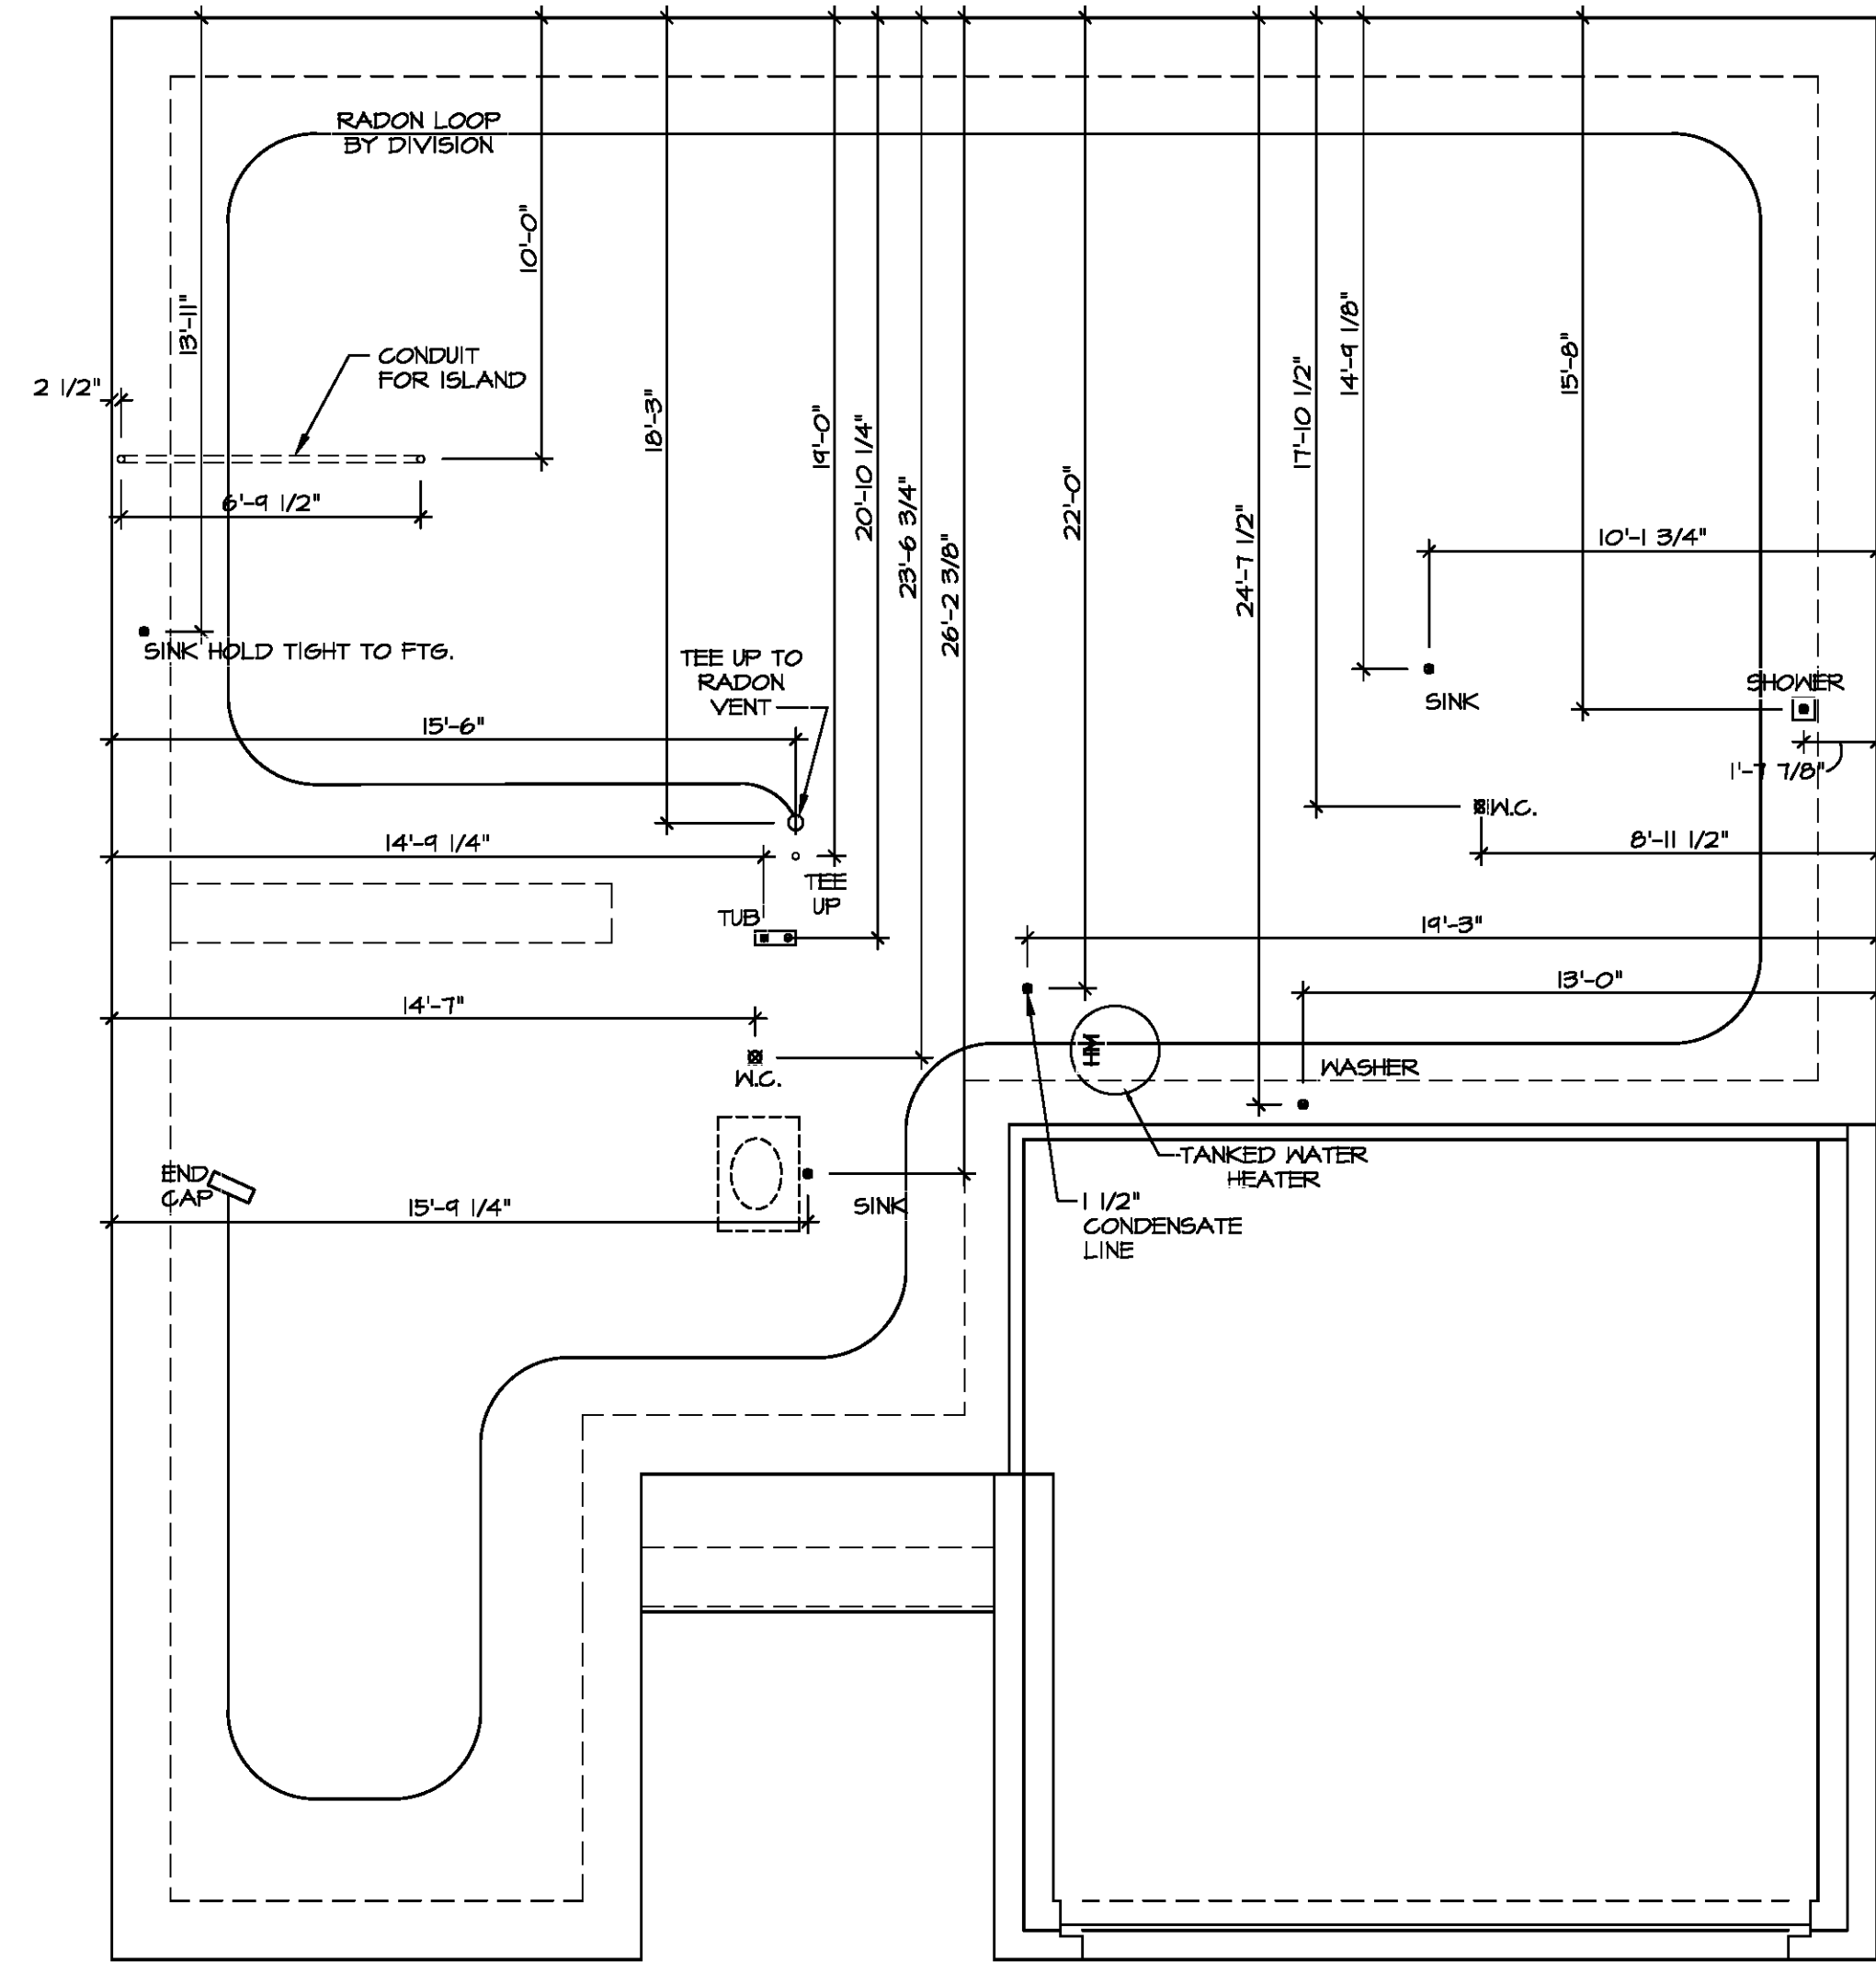 RADON LOOP
BY DIVISION
10'-0"
13'-11"
CONDUIT
FOR ISLAND
2 1/2"
6'-9 1/2"
18'-3"
19'-0"
20'-10 1/4"
23'-6 3/4"
26'-2 3/8"
22'-0"
24'-7 1/2"
17'-10 1/2"
14'-9 1/8"
15'-8"
10'-1 3/4"
SINK HOLD TIGHT TO FTG.
TEE UP TO
RADON
VENT
SINK
SHOWER
15'-6"
1'-7 7/8"
W.C.
14'-9 1/4"
8'-11 1/2"
TEE
UP
TUB
19'-3"
13'-0"
14'-7"
HM
WASHER
W.C.
TANKED WATER
HEATER
END
CAP
15'-9 1/4"
SINK
1 1/2"
CONDENSATE
LINE